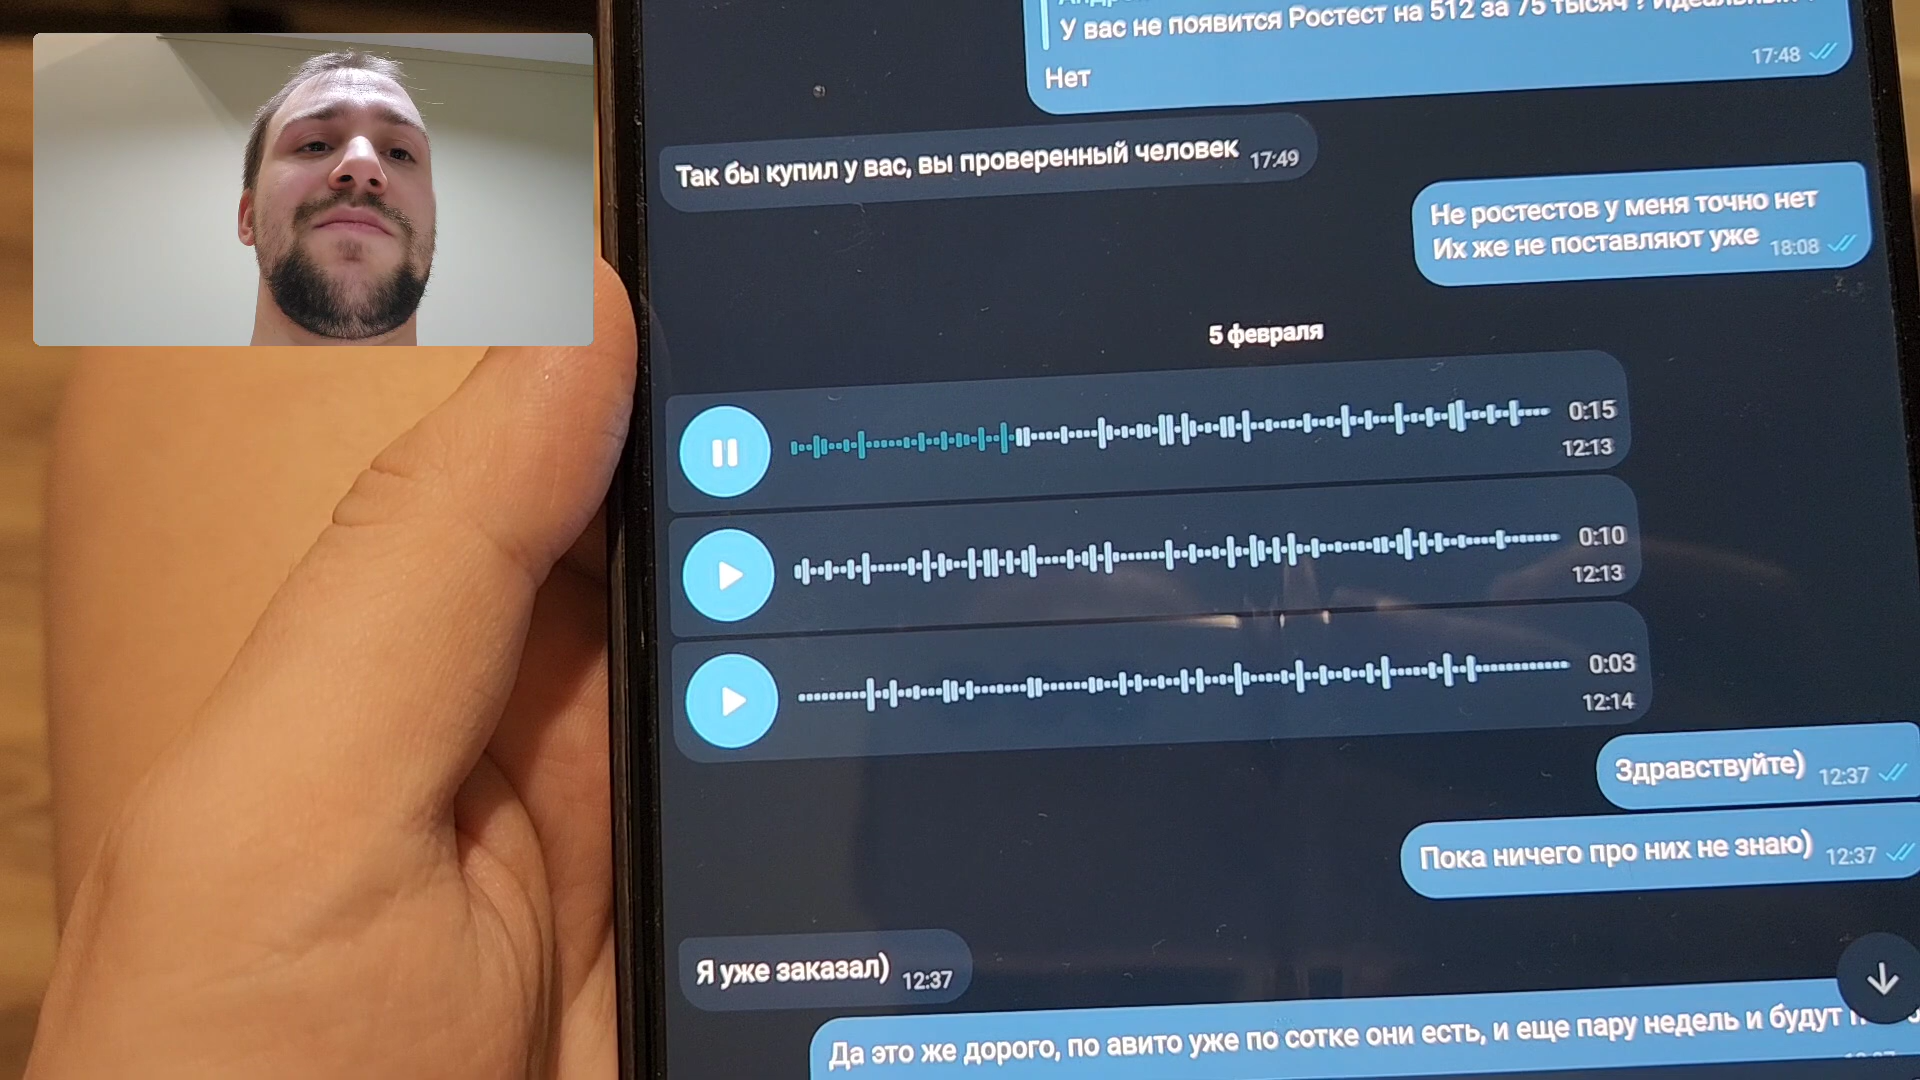 У вас не появится Ростест на 512 за 75 тысяч ? Идеальный
17:48
Нет
Так бы купил у вас, вы проверенный человек 17:49
Не ростестов у меня точно нет
Их же не поставляют уже 18:08
5 февраля
0:15
12:13
0:10
12:13
0:03
12:14
Здравствуйте) 12:37
Пока ничего про них не знаю) 12:37
Я уже заказал) 12:37
Да это же дорого, по авито уже по сотке они есть, и еще пару недель и будут